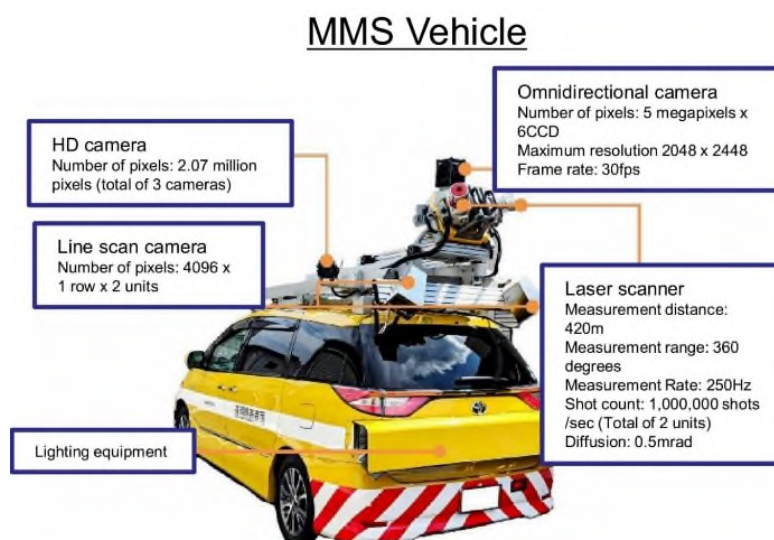 MMS Vehicle
Omnidirectional camera
Number of pixels: 5 megapixels x
6CCD
Maximum resolution 2048 x 2448
Frame rate: 30fps
HD camera
Number of pixels: 2.07 million
pixels (total of 3 cameras)
Line scan camera
Number of pixels: 4096 x
1 row x 2 units
Laser scanner
Measurement distance:
420m
Measurement range: 360
degrees
Measurement Rate: 250Hz
Shot count: 1,000,000 shots
/sec (Total of 2 units)
Diffusion: 0.5mrad
Lighting equipment